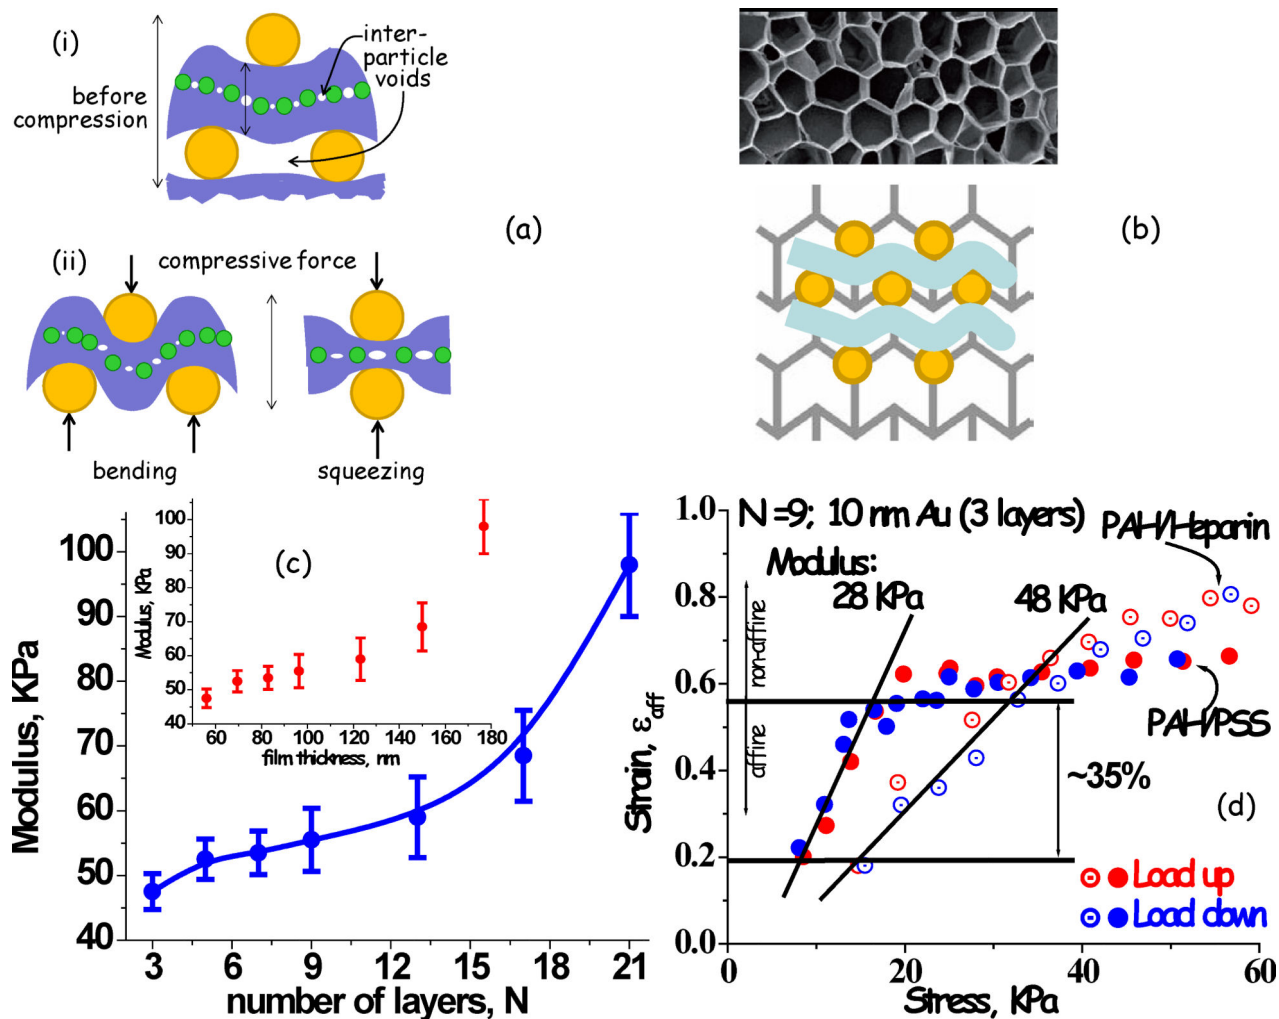 (i)
inter-
particle
voids
before
compression
(a)
(ii)
compressive force
bending
squeezing
(b)
Modulus, KPa
100
90
80
70
60
50
40
3
6
9
12
15
18
21
number of layers, N
(c)
Modulus, KPa
100
90
80
70
60
50
40
60
80
100
120
140
160
180
film thickness, nm
N=9; 10 nm Au (3 layers)
Modulus:
28 KPa
48 KPa
PAH/Heparin
PAH/PSS
non-affine
affine
~35%
(d)
Load up
Load down
Strain, εaff
1.0
0.8
0.6
0.4
0.2
0.0
0
20
40
60
Stress, KPa